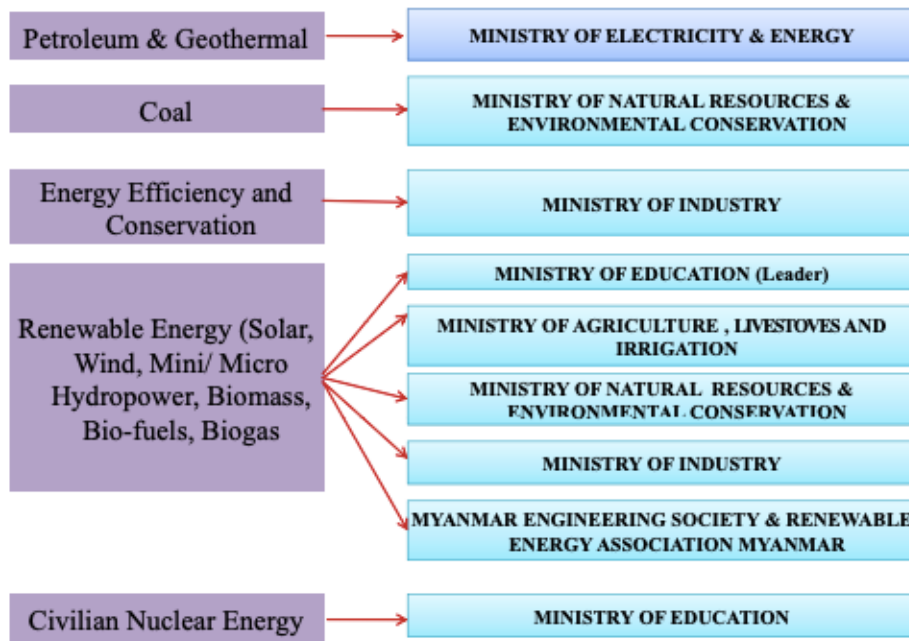 Petroleum & Geothermal
MINISTRY OF ELECTRICITY & ENERGY
Coal
MINISTRY OF NATURAL RESOURCES &
ENVIRONMENTAL CONSERVATION
Energy Efficiency and
Conservation
MINISTRY OF INDUSTRY
Renewable Energy (Solar,
Wind, Mini/ Micro
Hydropower, Biomass,
Bio-fuels, Biogas
MINISTRY OF EDUCATION (Leader)
MINISTRY OF AGRICULTURE , LIVESTOVES AND
IRRIGATION
MINISTRY OF NATURAL RESOURCES &
ENVIRONMENTAL CONSERVATION
MINISTRY OF INDUSTRY
MYANMAR ENGINEERING SOCIETY & RENEWABLE
ENERGY ASSOCIATION MYANMAR
Civilian Nuclear Energy
MINISTRY OF EDUCATION